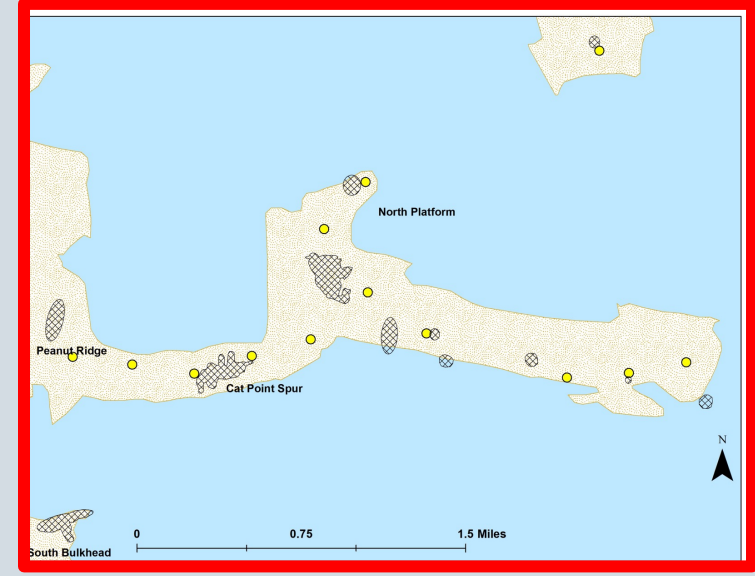 North Platform
Peanut Ridge
Cat Point Spur
N
0 0.75 1.5 Miles
South Bulkhead